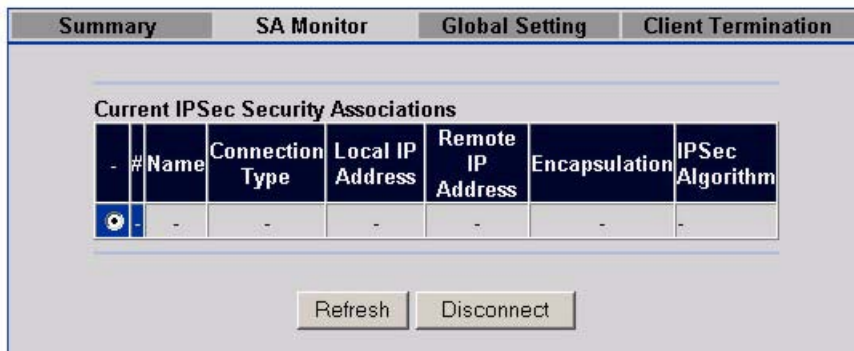 Summary SA Monitor Global Setting Client Termination
Current IPSec Security Associations
- # Name Connection Type Local IP Address Remote IP Address Encapsulation IPSec Algorithm
- - - - - - -
Refresh Disconnect